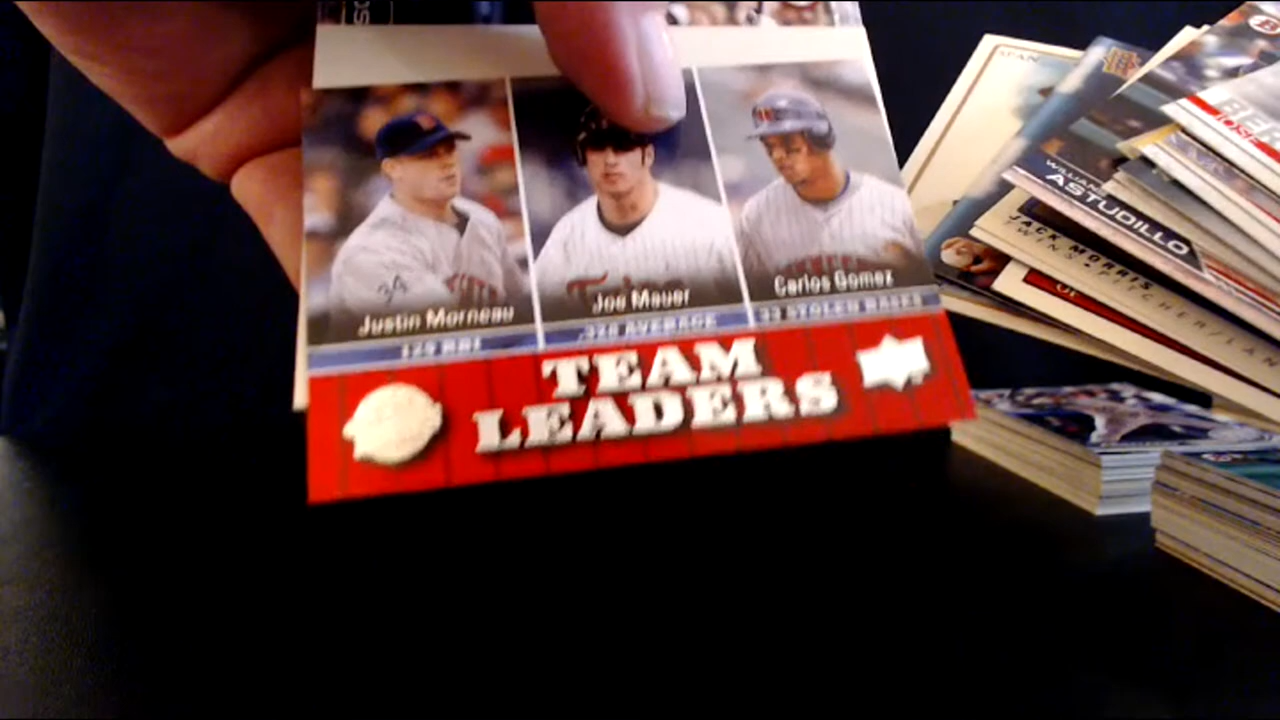 Justin Morneau
Joe Mauer
Carlos Gomez
129 RBI
.328 AVERAGE
33 STOLEN BASES
TEAM
LEADERS
34
ASTUDILLO
JACK MORRIS
TWINS • PITCHER